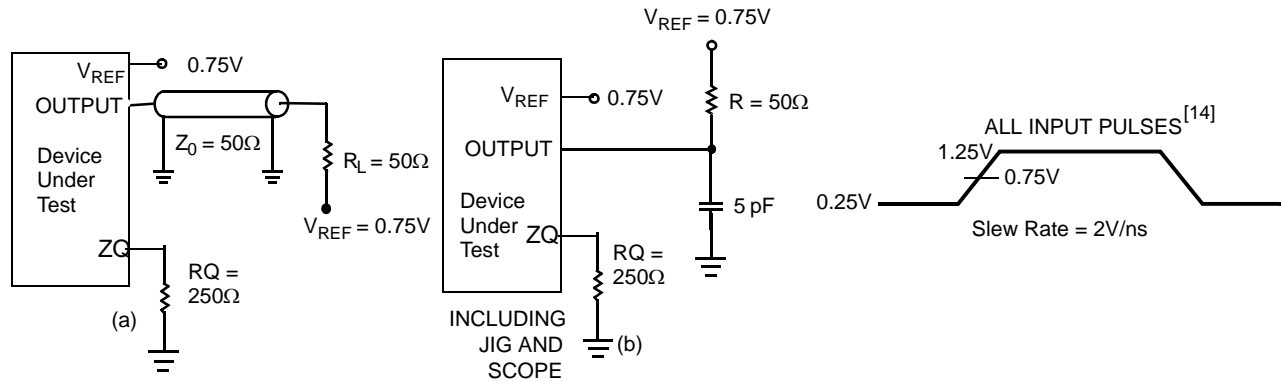 V_REF 0.75V
OUTPUT
Z_0 = 50Ω
Device
Under
Test
R_L = 50Ω
V_REF = 0.75V
ZQ
RQ =
250Ω
(a)
V_REF = 0.75V
V_REF 0.75V
R = 50Ω
OUTPUT
Device
Under
Test
5 pF
ZQ
RQ =
250Ω
INCLUDING
JIG AND
SCOPE
(b)
ALL INPUT PULSES[14]
1.25V
0.75V
0.25V
Slew Rate = 2V/ns